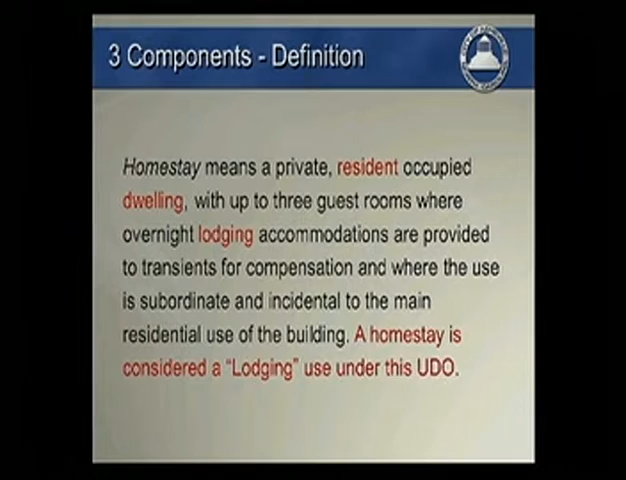 3 Components - Definition
Homestay means a private, resident occupied
dwelling, with up to three guest rooms where
overnight lodging accommodations are provided
to transients for compensation and where the use
is subordinate and incidental to the main
residential use of the building. A homestay is
considered a “Lodging” use under this UDO.